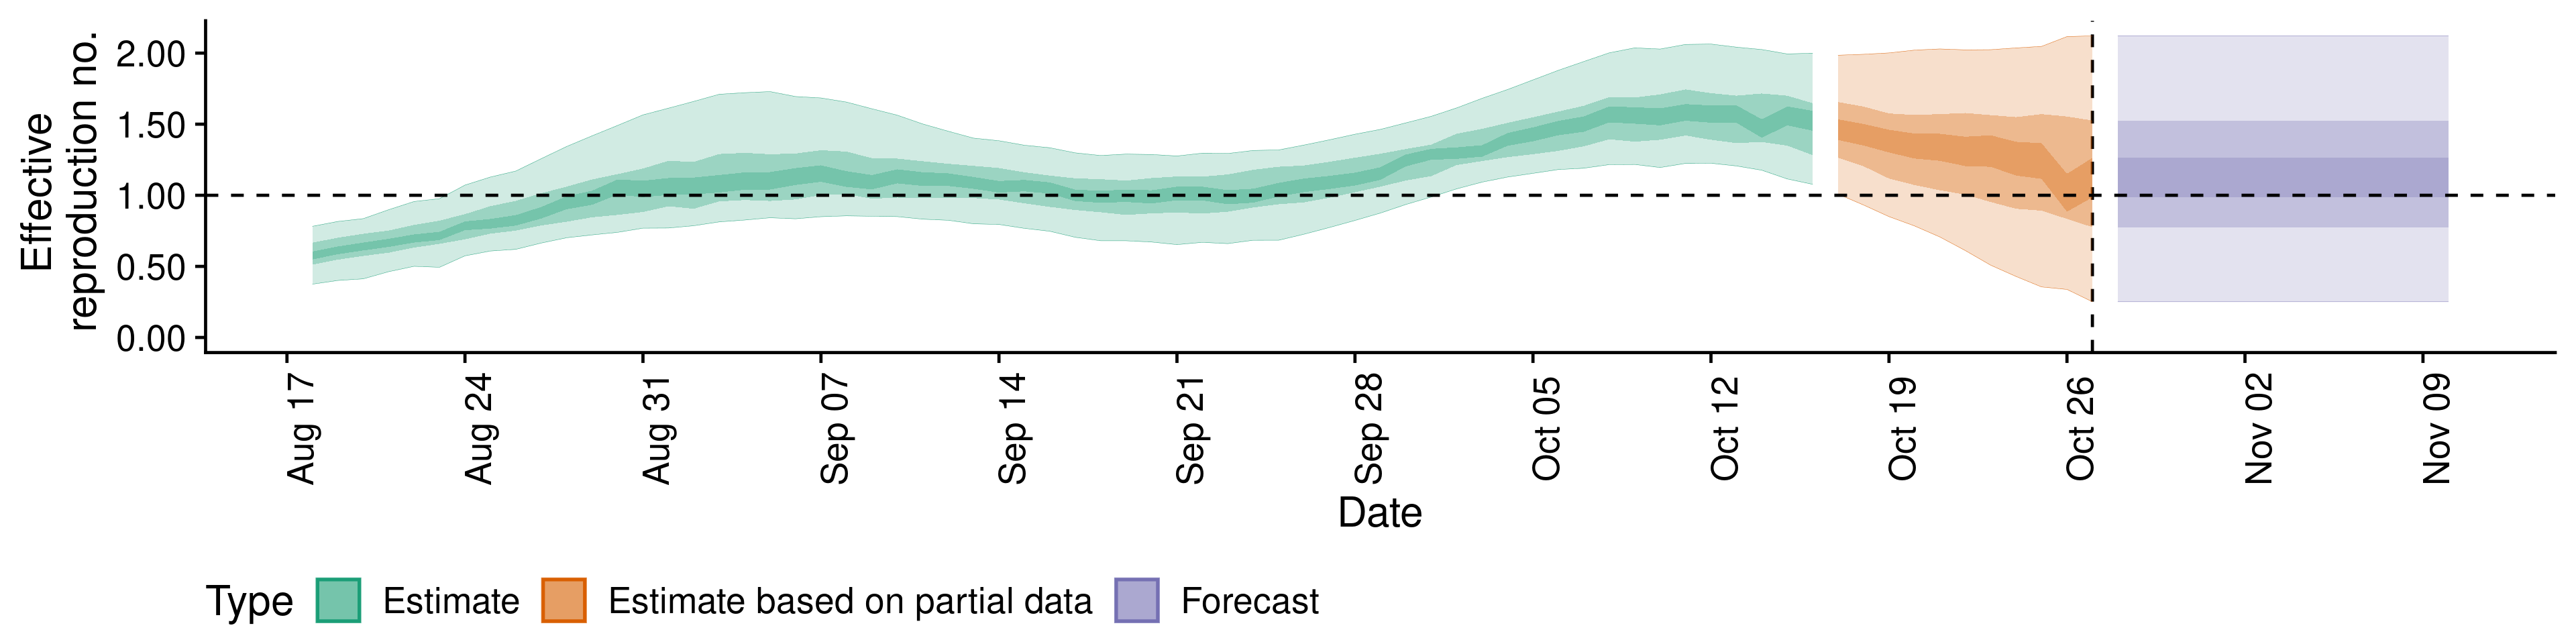 Effective
reproduction no.
2.00
1.50
1.00
0.50
0.00
Aug 17
Aug 24
Aug 31
Sep 07
Sep 14
Sep 21
Sep 28
Oct 05
Oct 12
Oct 19
Oct 26
Nov 02
Nov 09
Date
Type Estimate Estimate based on partial data Forecast